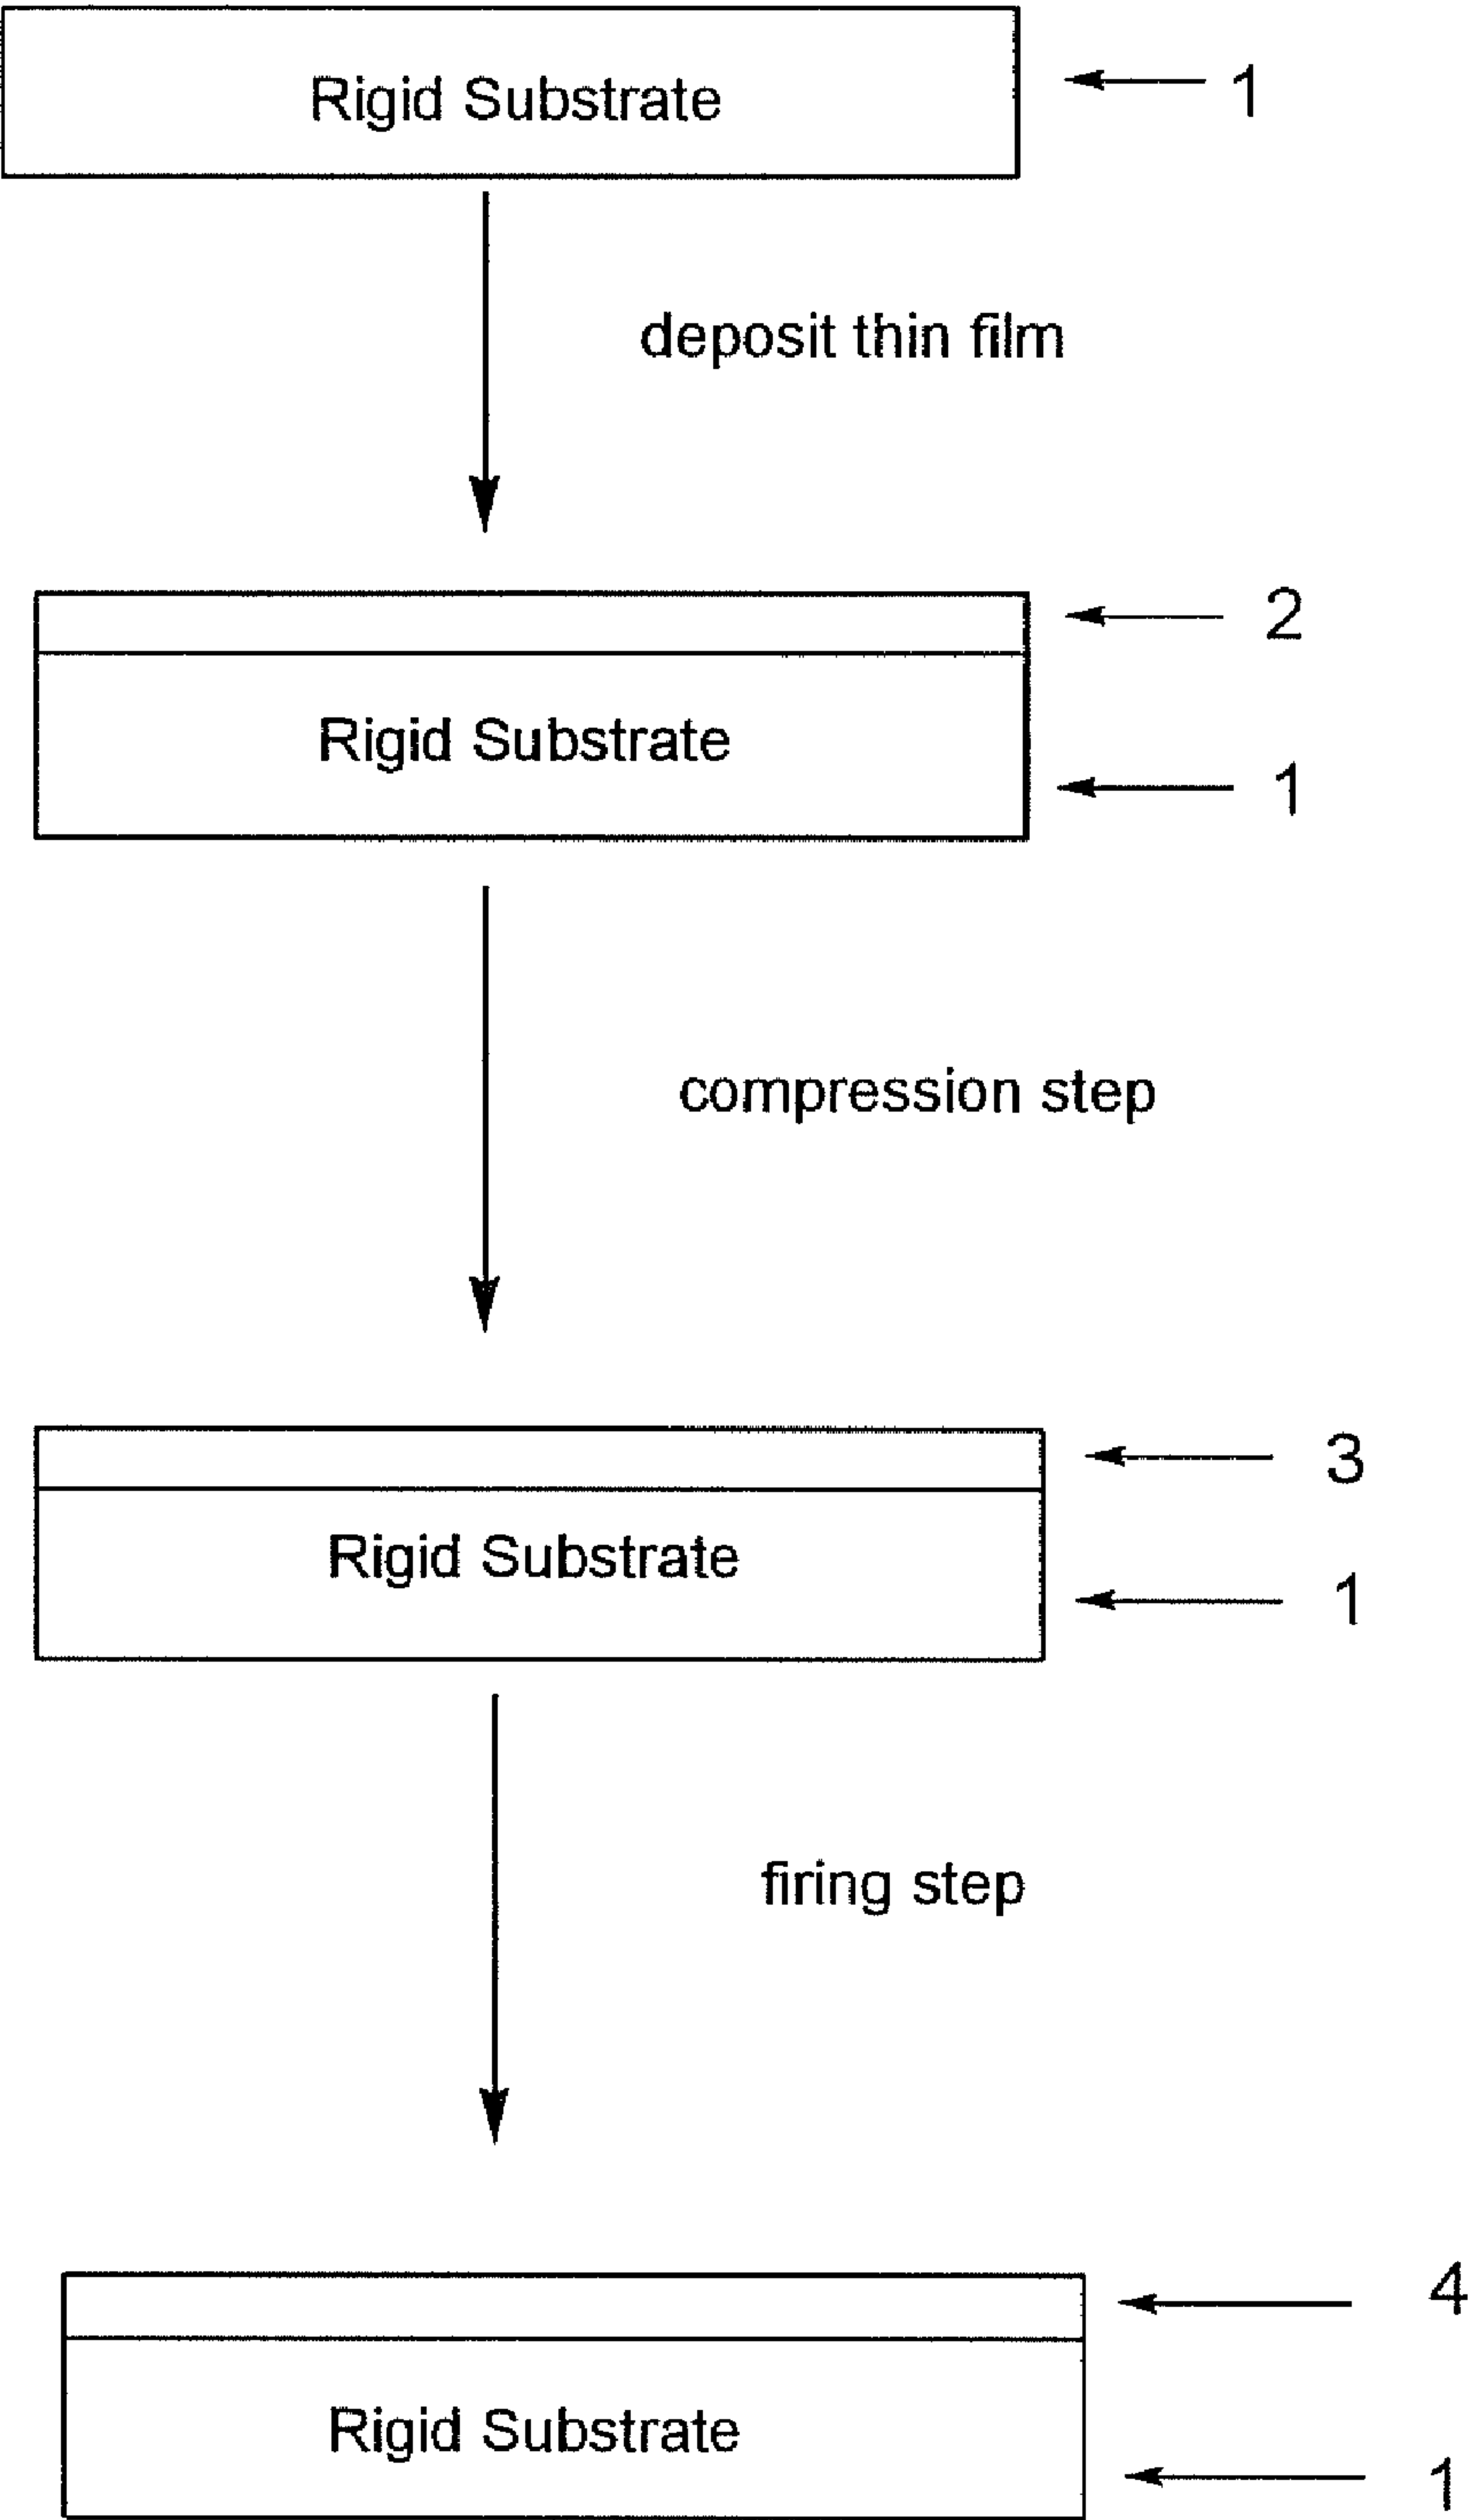 Rigid Substrate
1
deposit thin film
2
Rigid Substrate
1
compression step
3
Rigid Substrate
1
firing step
4
Rigid Substrate
1